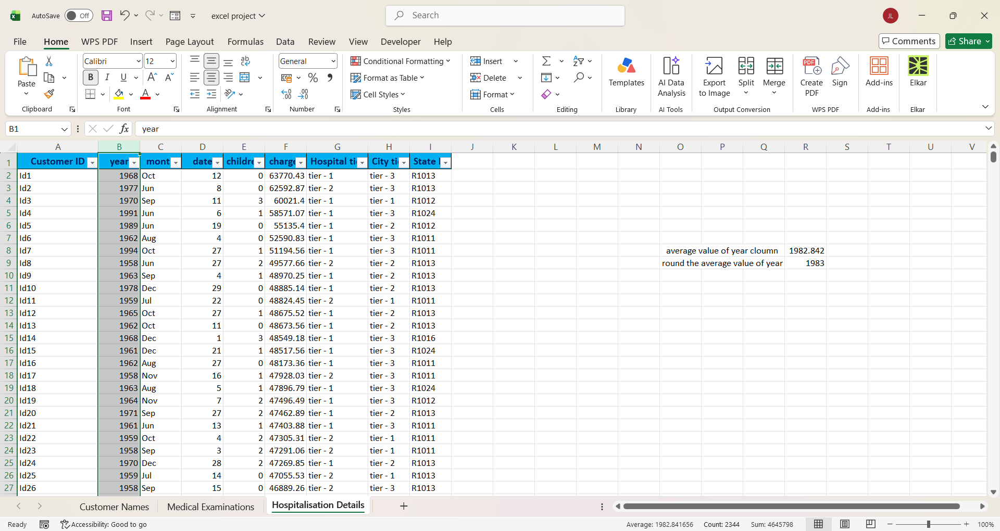 AutoSave Off excel project Search JL
File Home WPS PDF Insert Page Layout Formulas Data Review View Developer Help Comments Share
Paste Calibri 12 General Conditional Formatting Insert Templates AI Data Analysis Export to Image Split Merge Create PDF Sign Add-ins Elkar
Format as Table Delete
Cell Styles Format
Clipboard Font Alignment Number Styles Cells Editing Library AI Tools Output Conversion WPS PDF Add-ins Elkar
B1 fx year
A B C D E F G H I J K L M N O P Q R S T U V
1 Customer ID year mont date childre charge Hospital ti City ti State
2 Id1 1968 Oct 12 0 63770.43 tier - 1 tier - 3 R1013
3 Id2 1977 Jun 8 0 62592.87 tier - 2 tier - 3 R1013
4 Id3 1970 Sep 11 3 60021.4 tier - 1 tier - 1 R1012
5 Id4 1991 Jun 6 1 58571.07 tier - 1 tier - 3 R1024
6 Id5 1989 Jun 19 0 55135.4 tier - 1 tier - 2 R1012
7 Id6 1962 Aug 4 0 52590.83 tier - 1 tier - 3 R1011
8 Id7 1994 Oct 27 1 51194.56 tier - 1 tier - 3 R1011 average value of year cloumn 1982.842
9 Id8 1958 Jun 27 2 49577.66 tier - 2 tier - 2 R1013 round the average value of year 1983
10 Id9 1963 Sep 4 1 48970.25 tier - 1 tier - 2 R1013
11 Id10 1978 Dec 29 0 48885.14 tier - 1 tier - 2 R1013
12 Id11 1959 Jul 22 0 48824.45 tier - 2 tier - 1 R1011
13 Id12 1965 Oct 27 1 48675.52 tier - 1 tier - 2 R1013
14 Id13 1962 Oct 11 0 48673.56 tier - 1 tier - 2 R1013
15 Id14 1968 Dec 1 3 48549.18 tier - 1 tier - 3 R1016
16 Id15 1961 Dec 21 1 48517.56 tier - 1 tier - 3 R1024
17 Id16 1962 Aug 27 0 48173.36 tier - 1 tier - 3 R1011
18 Id17 1958 Nov 16 1 47928.03 tier - 2 tier - 3 R1011
19 Id18 1963 Aug 5 1 47896.79 tier - 1 tier - 3 R1024
20 Id19 1964 Nov 7 2 47496.49 tier - 1 tier - 3 R1012
21 Id20 1971 Sep 27 2 47462.89 tier - 1 tier - 2 R1013
22 Id21 1961 Jun 13 1 47403.88 tier - 1 tier - 3 R1011
23 Id22 1959 Oct 4 2 47305.31 tier - 2 tier - 1 R1011
24 Id23 1958 Sep 3 2 47291.06 tier - 2 tier - 1 R1011
25 Id24 1970 Dec 28 2 47269.85 tier - 1 tier - 2 R1013
26 Id25 1959 Jul 14 0 47055.53 tier - 2 tier - 1 R1013
27 Id26 1958 Sep 15 0 46889.26 tier - 2 tier - 3 R1013
Customer Names Medical Examinations Hospitalisation Details
Ready Accessibility: Good to go Average: 1982.841656 Count: 2344 Sum: 4645798 100%